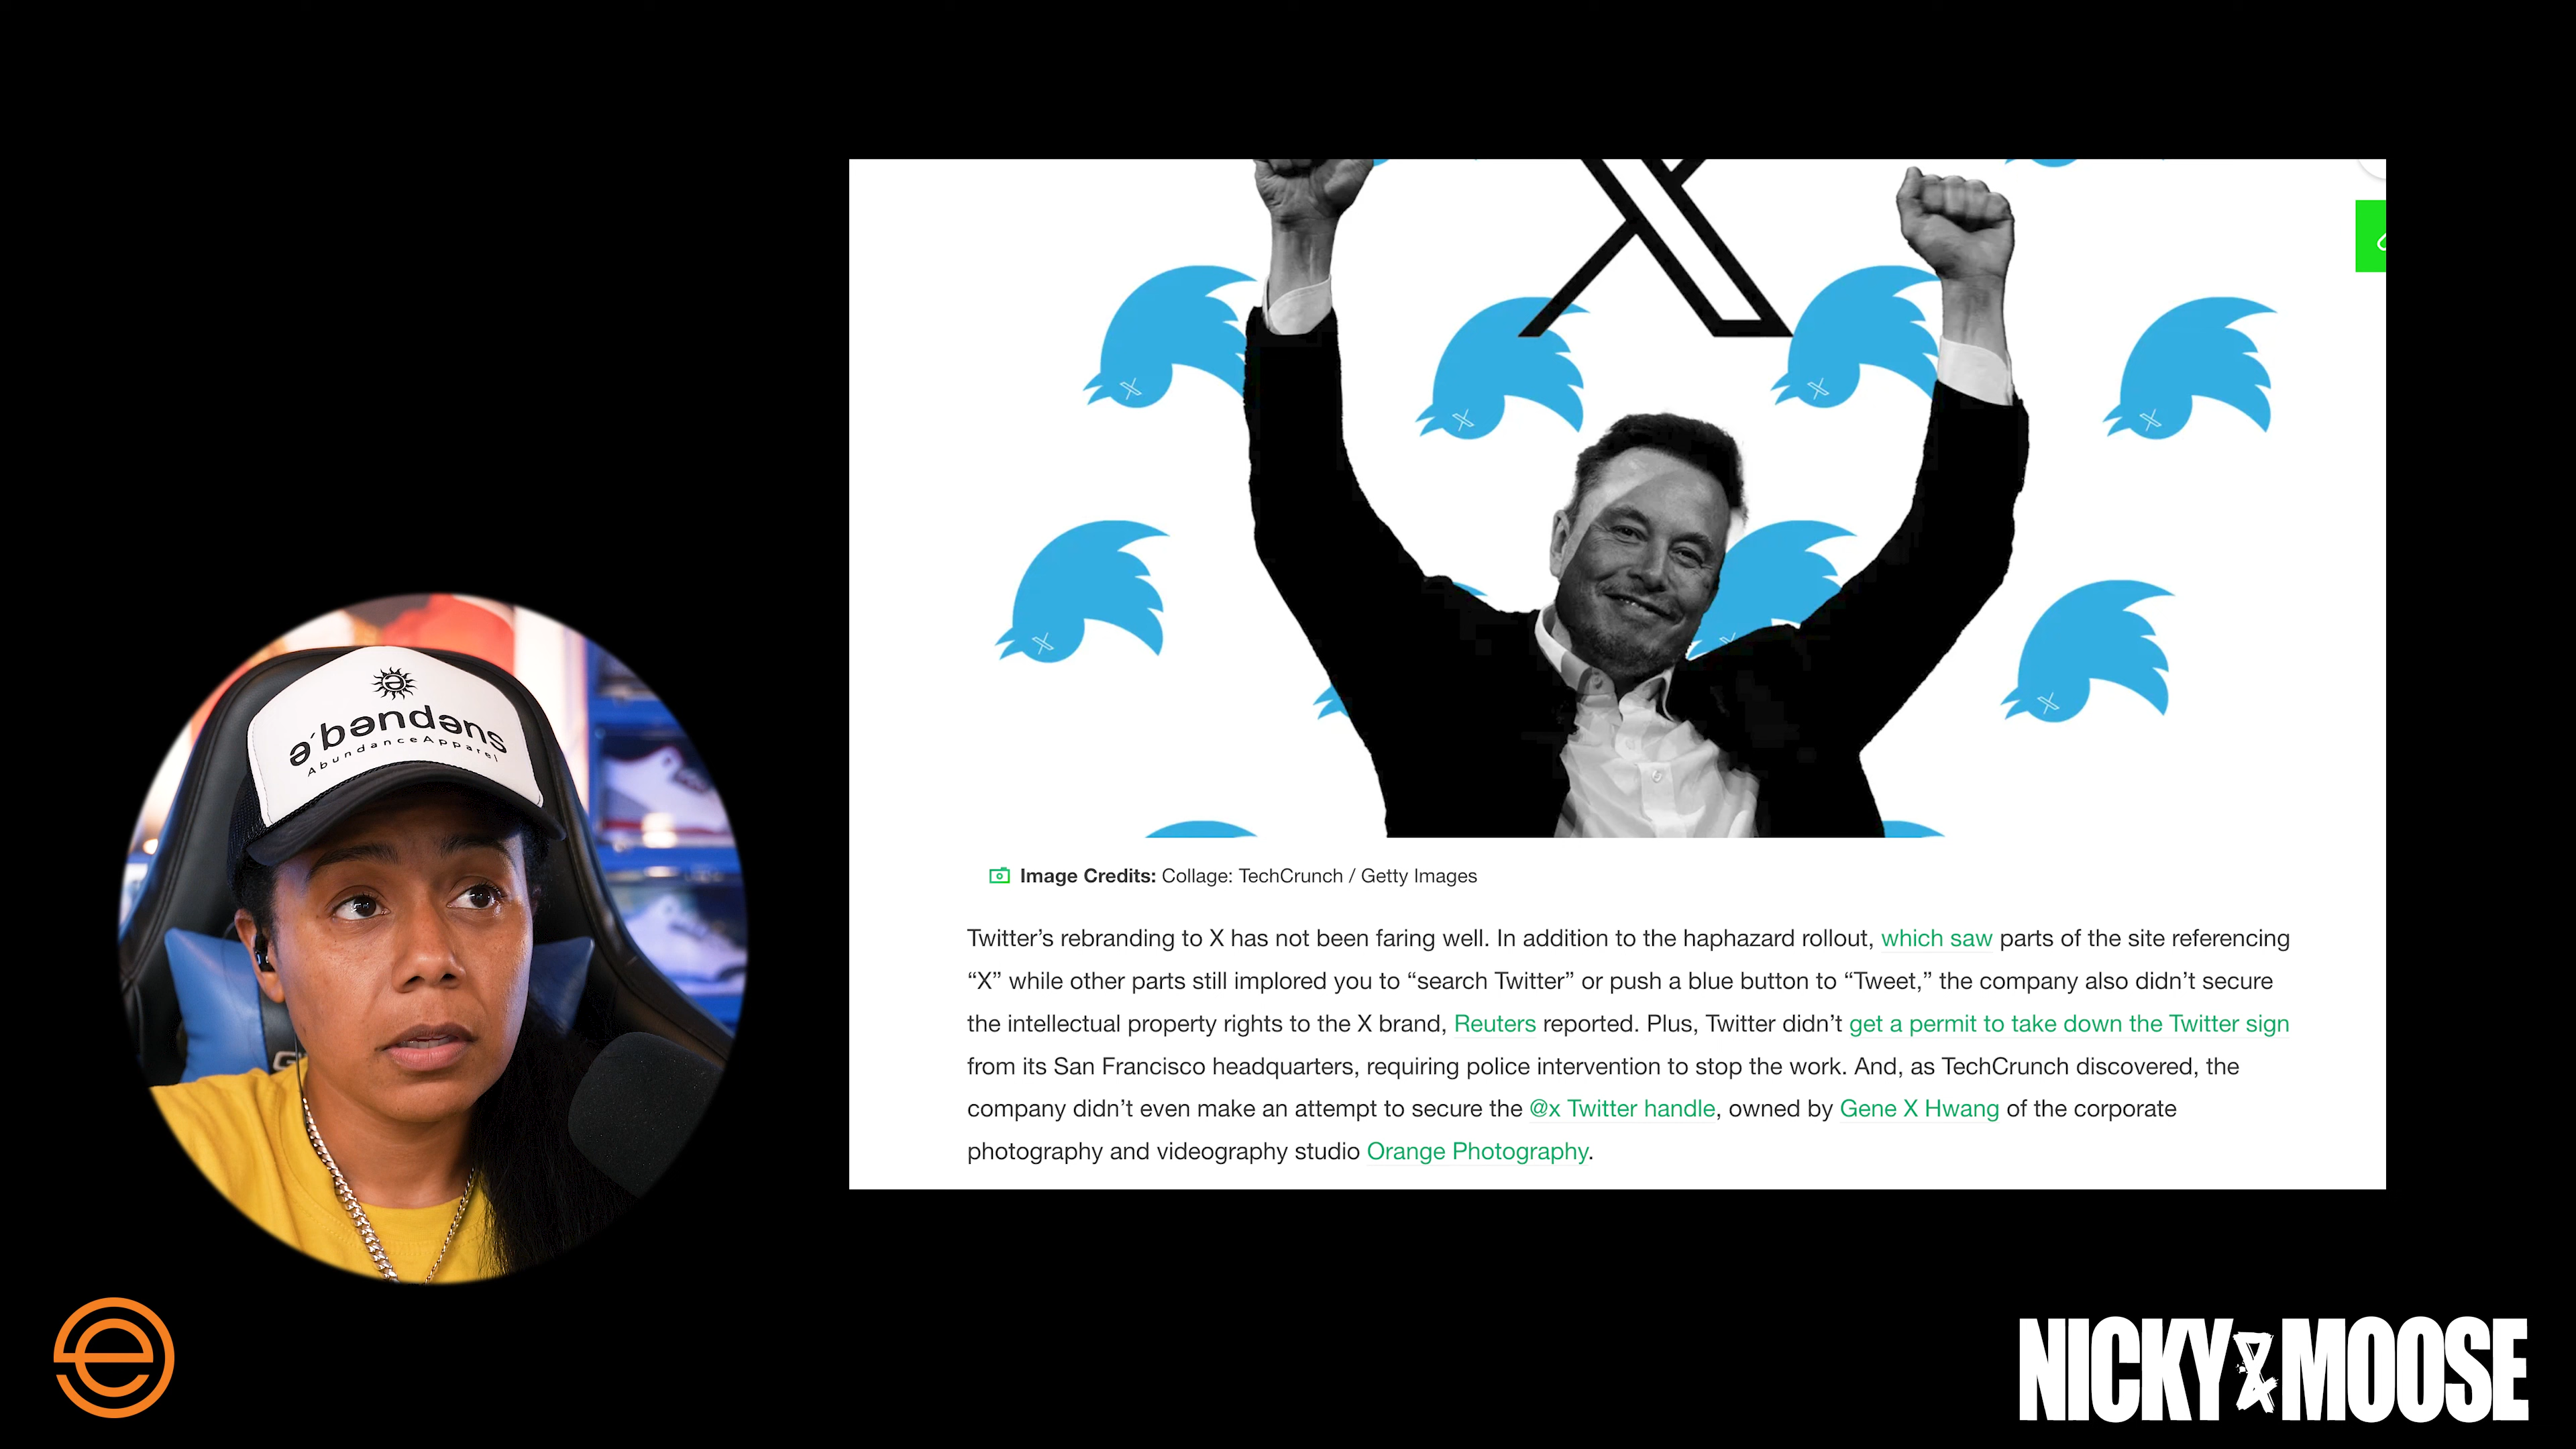 ə´bəndəns
AbundanceApparel
Image Credits: Collage: TechCrunch / Getty Images
Twitter’s rebranding to X has not been faring well. In addition to the haphazard rollout, which saw parts of the site referencing
“X” while other parts still implored you to “search Twitter” or push a blue button to “Tweet,” the company also didn’t secure
the intellectual property rights to the X brand, Reuters reported. Plus, Twitter didn’t get a permit to take down the Twitter sign
from its San Francisco headquarters, requiring police intervention to stop the work. And, as TechCrunch discovered, the
company didn’t even make an attempt to secure the @x Twitter handle, owned by Gene X Hwang of the corporate
photography and videography studio Orange Photography.
NICKY & MOOSE